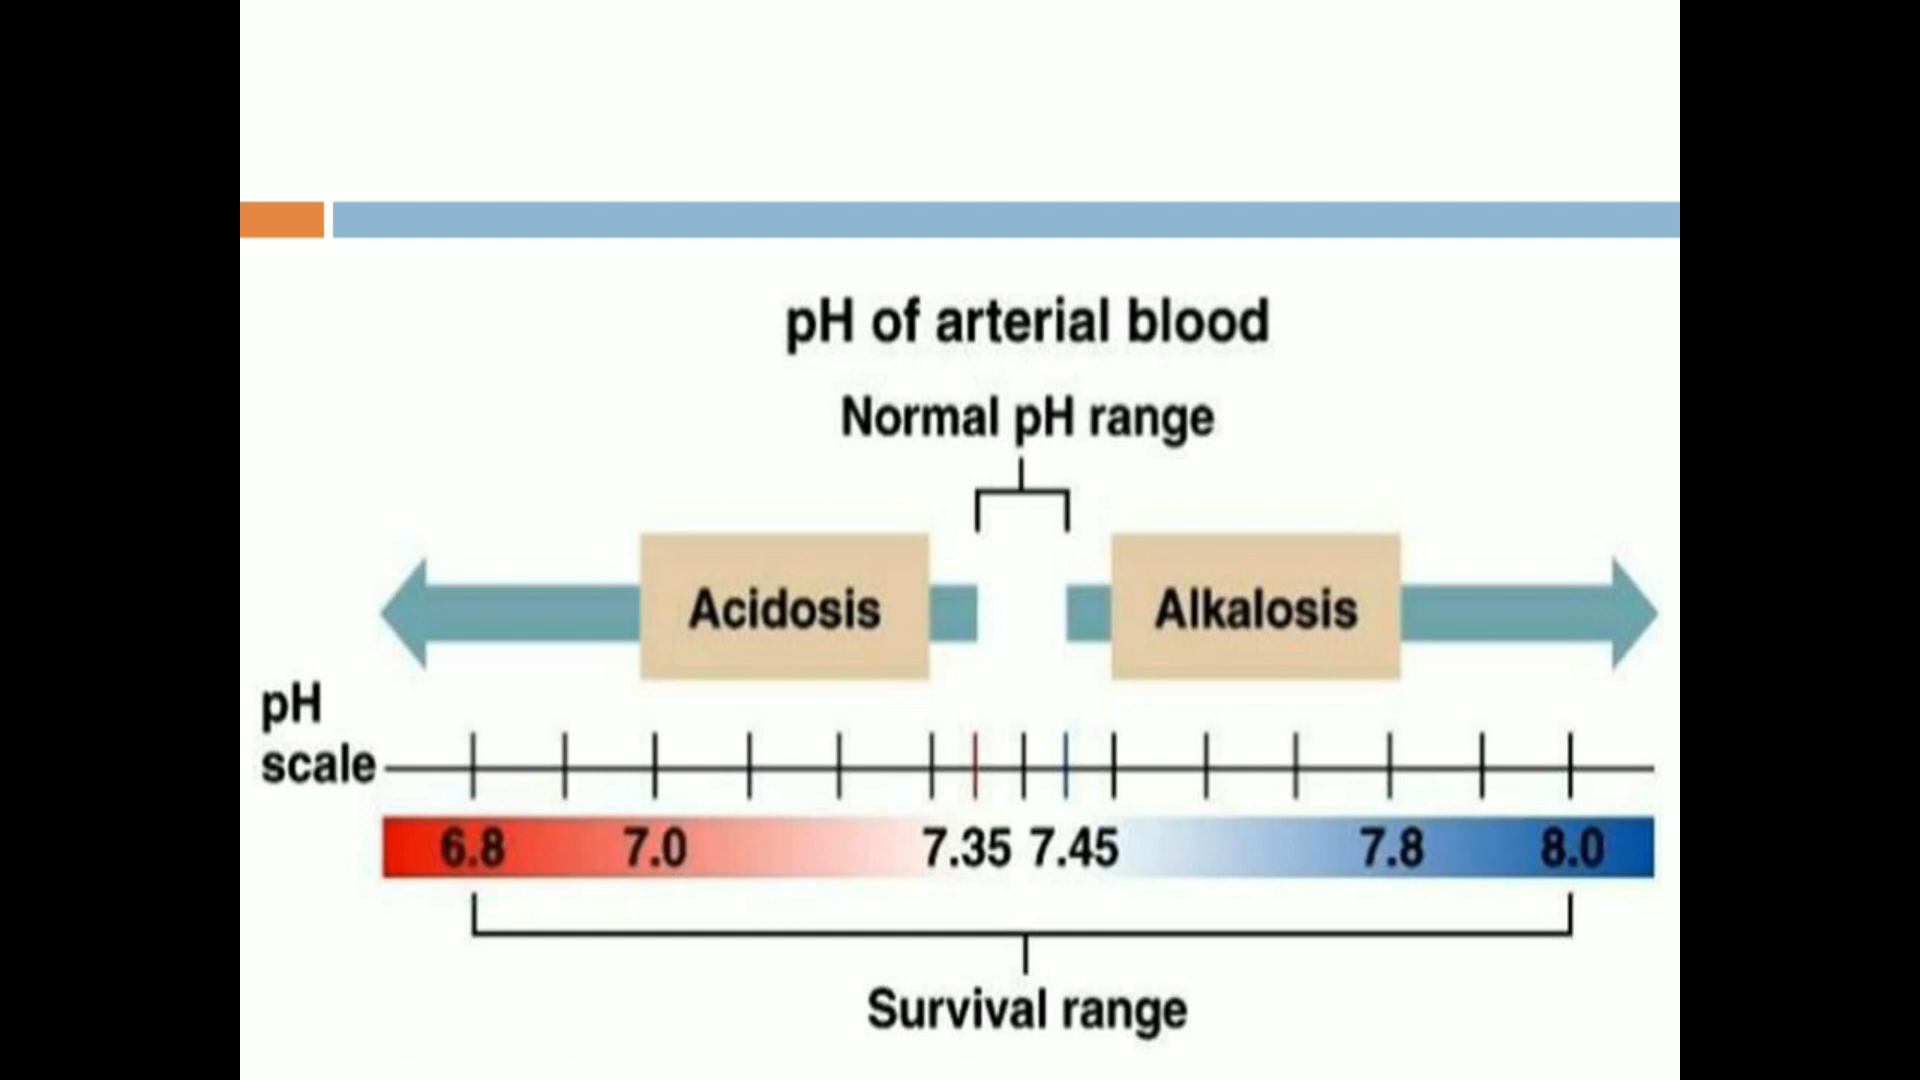 pH of arterial blood
Normal pH range
Acidosis
Alkalosis
pH
scale
6.8 7.0 7.35 7.45 7.8 8.0
Survival range